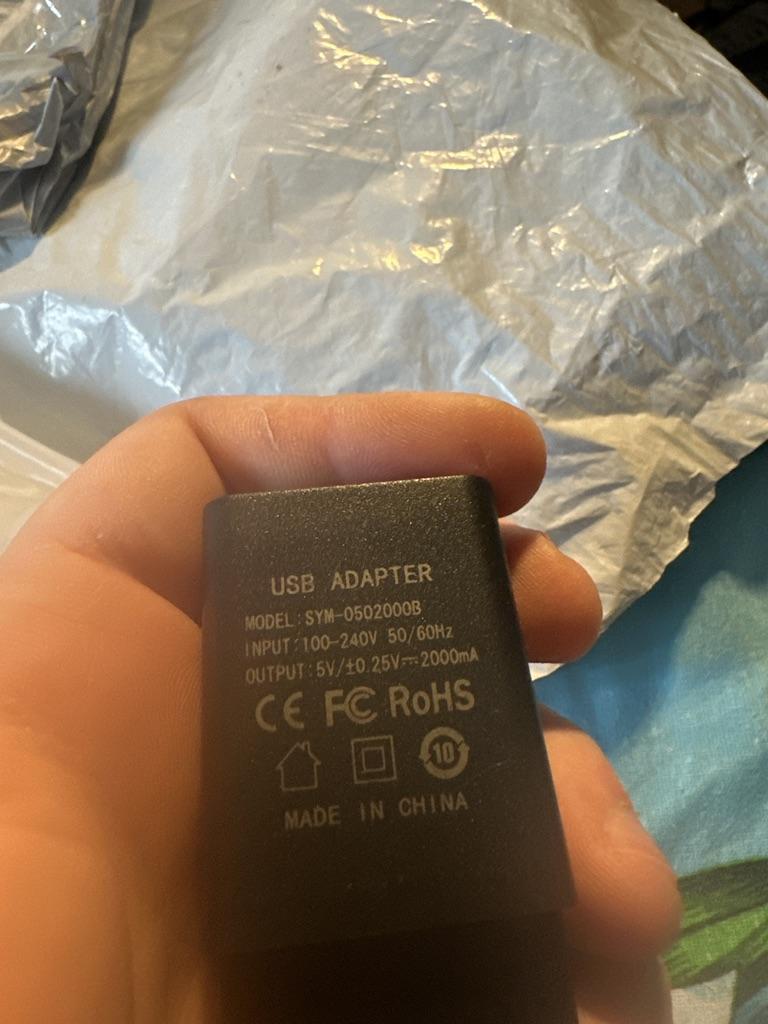 USB ADAPTER
MODEL:SYM-0502000B
INPUT:100-240V 50/60Hz
OUTPUT:5V/±0.25V⎓2000mA
CE FC RoHS
10
MADE IN CHINA